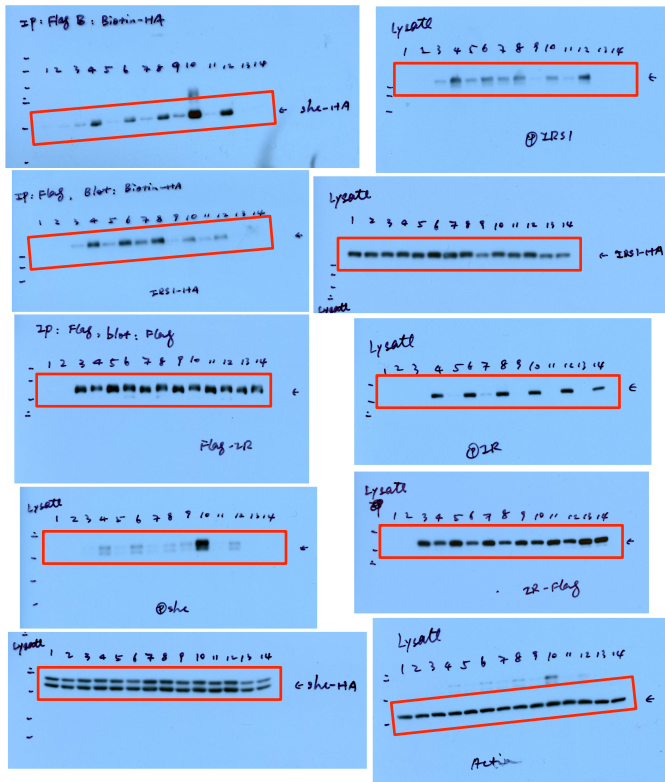 IP: Flag B: Biotin-HA
1 2 3 4 5 6 7 8 9 10 11 12 13 14
← shc-HA
Lysate
1 2 3 4 5 6 7 8 9 10 11 12 13 14
←
Ⓟ IRS1
IP: Flag, Blot: Biotin-HA
1 2 3 4 5 6 7 8 9 10 11 12 13 14
←
IRS1-HA
Lysate
1 2 3 4 5 6 7 8 9 10 11 12 13 14
← IRS1-HA
Lysate
IP: Flag, blot: Flag
1 2 3 4 5 6 7 8 9 10 11 12 13 14
←
Flag-IR
Lysate
1 2 3 4 5 6 7 8 9 10 11 12 13 14
←
Ⓟ IR
Lysate
1 2 3 4 5 6 7 8 9 10 11 12 13 14
←
Ⓟ shc
Lysate
1 2 3 4 5 6 7 8 9 10 11 12 13 14
←
IR-Flag
Lysate
1 2 3 4 5 6 7 8 9 10 11 12 13 14
← shc-HA
Lysate
1 2 3 4 5 6 7 8 9 10 11 12 13 14
←
Actin